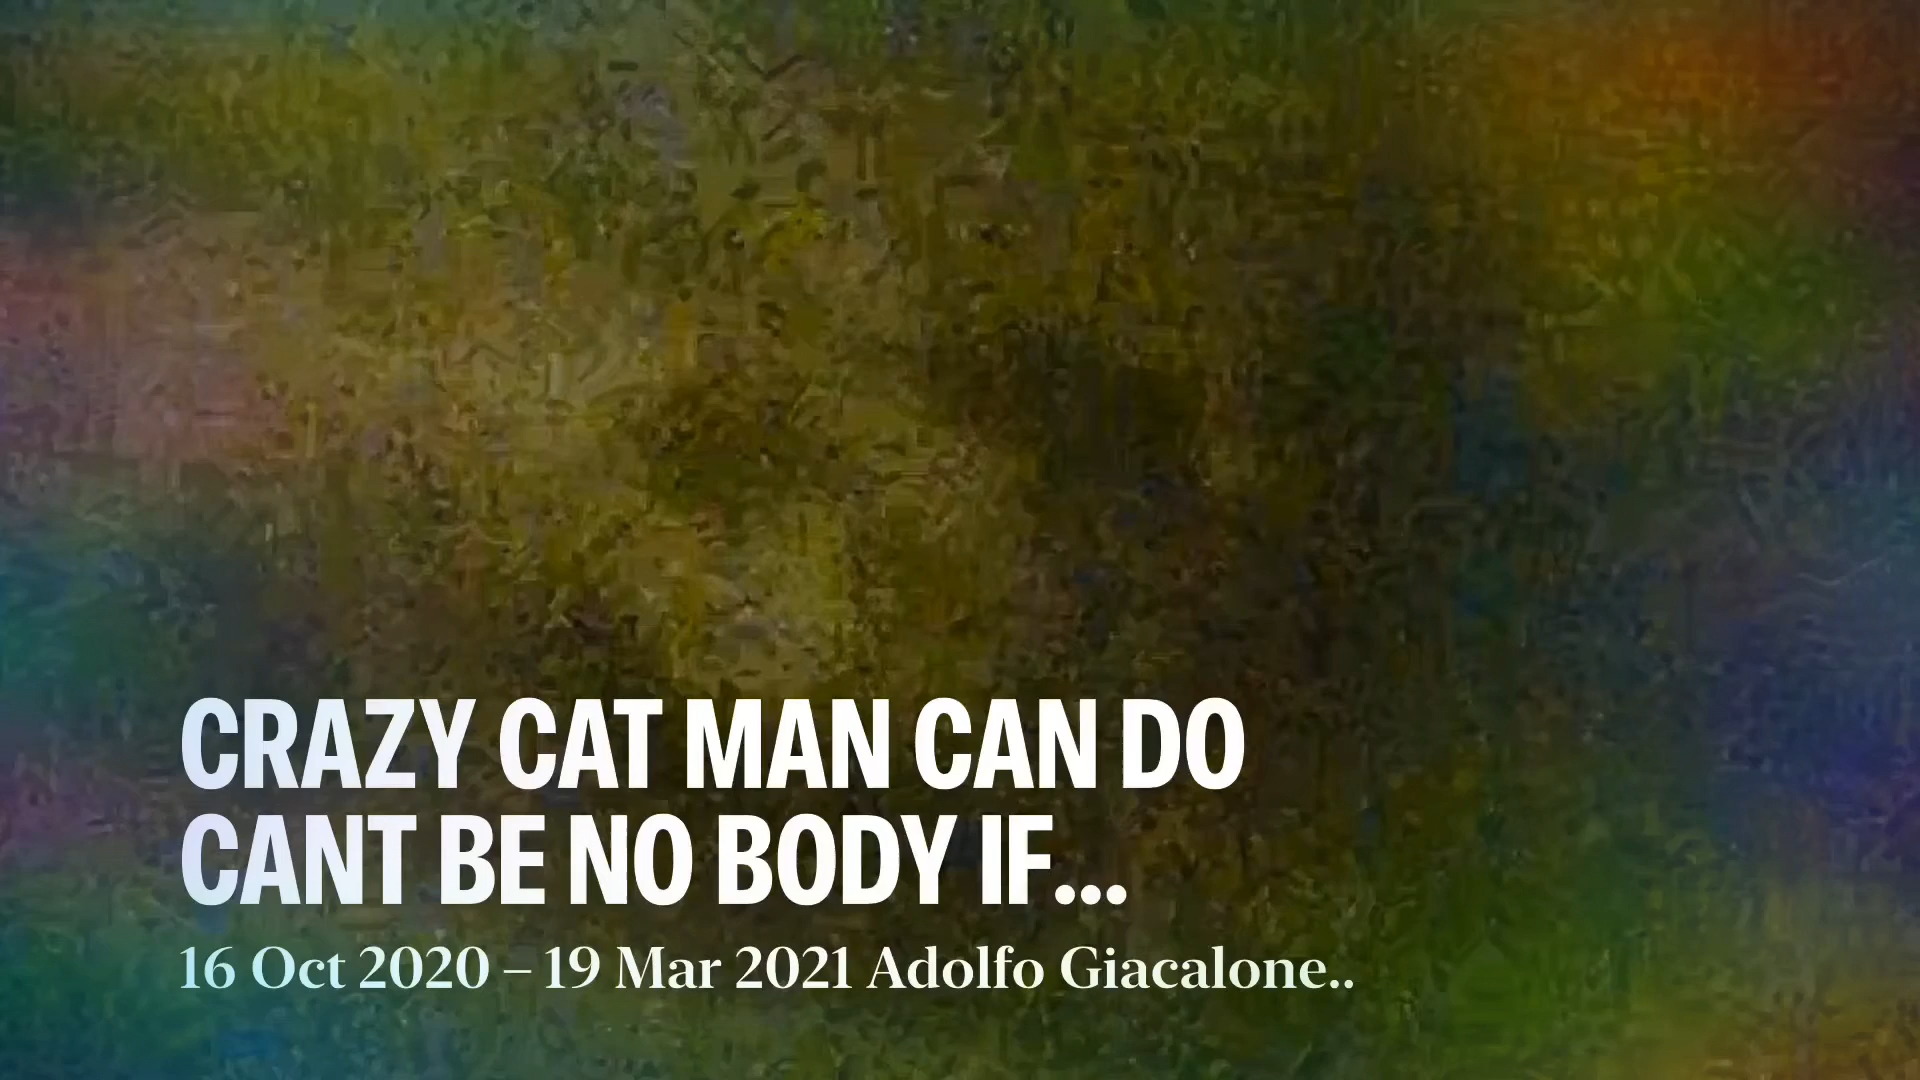 CRAZY CAT MAN CAN DO
CANT BE NO BODY IF...
16 Oct 2020 – 19 Mar 2021 Adolfo Giacalone..